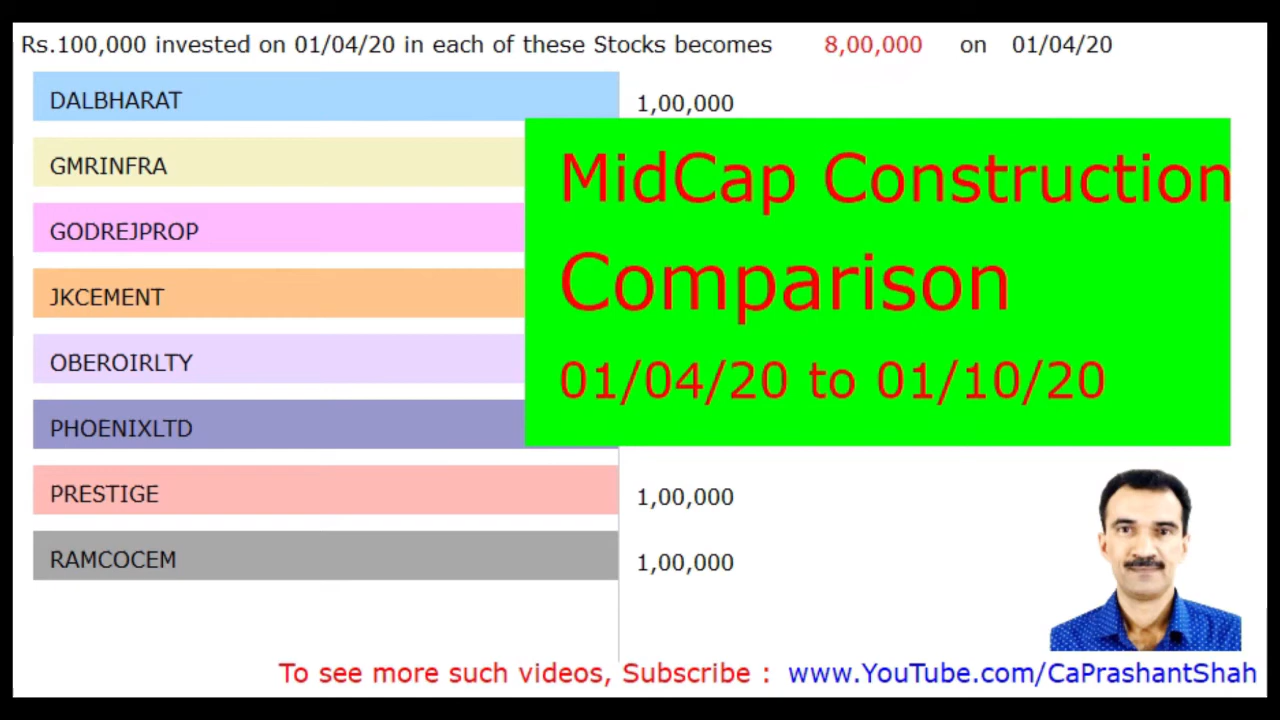 Rs.100,000 invested on 01/04/20 in each of these Stocks becomes 8,00,000 on 01/04/20
DALBHARAT 1,00,000
GMRINFRA
MidCap Construction
GODREJPROP
JKCEMENT
Comparison
OBEROIRLTY
01/04/20 to 01/10/20
PHOENIXLTD
PRESTIGE 1,00,000
RAMCOCEM 1,00,000
To see more such videos, Subscribe : www.YouTube.com/CaPrashantShah